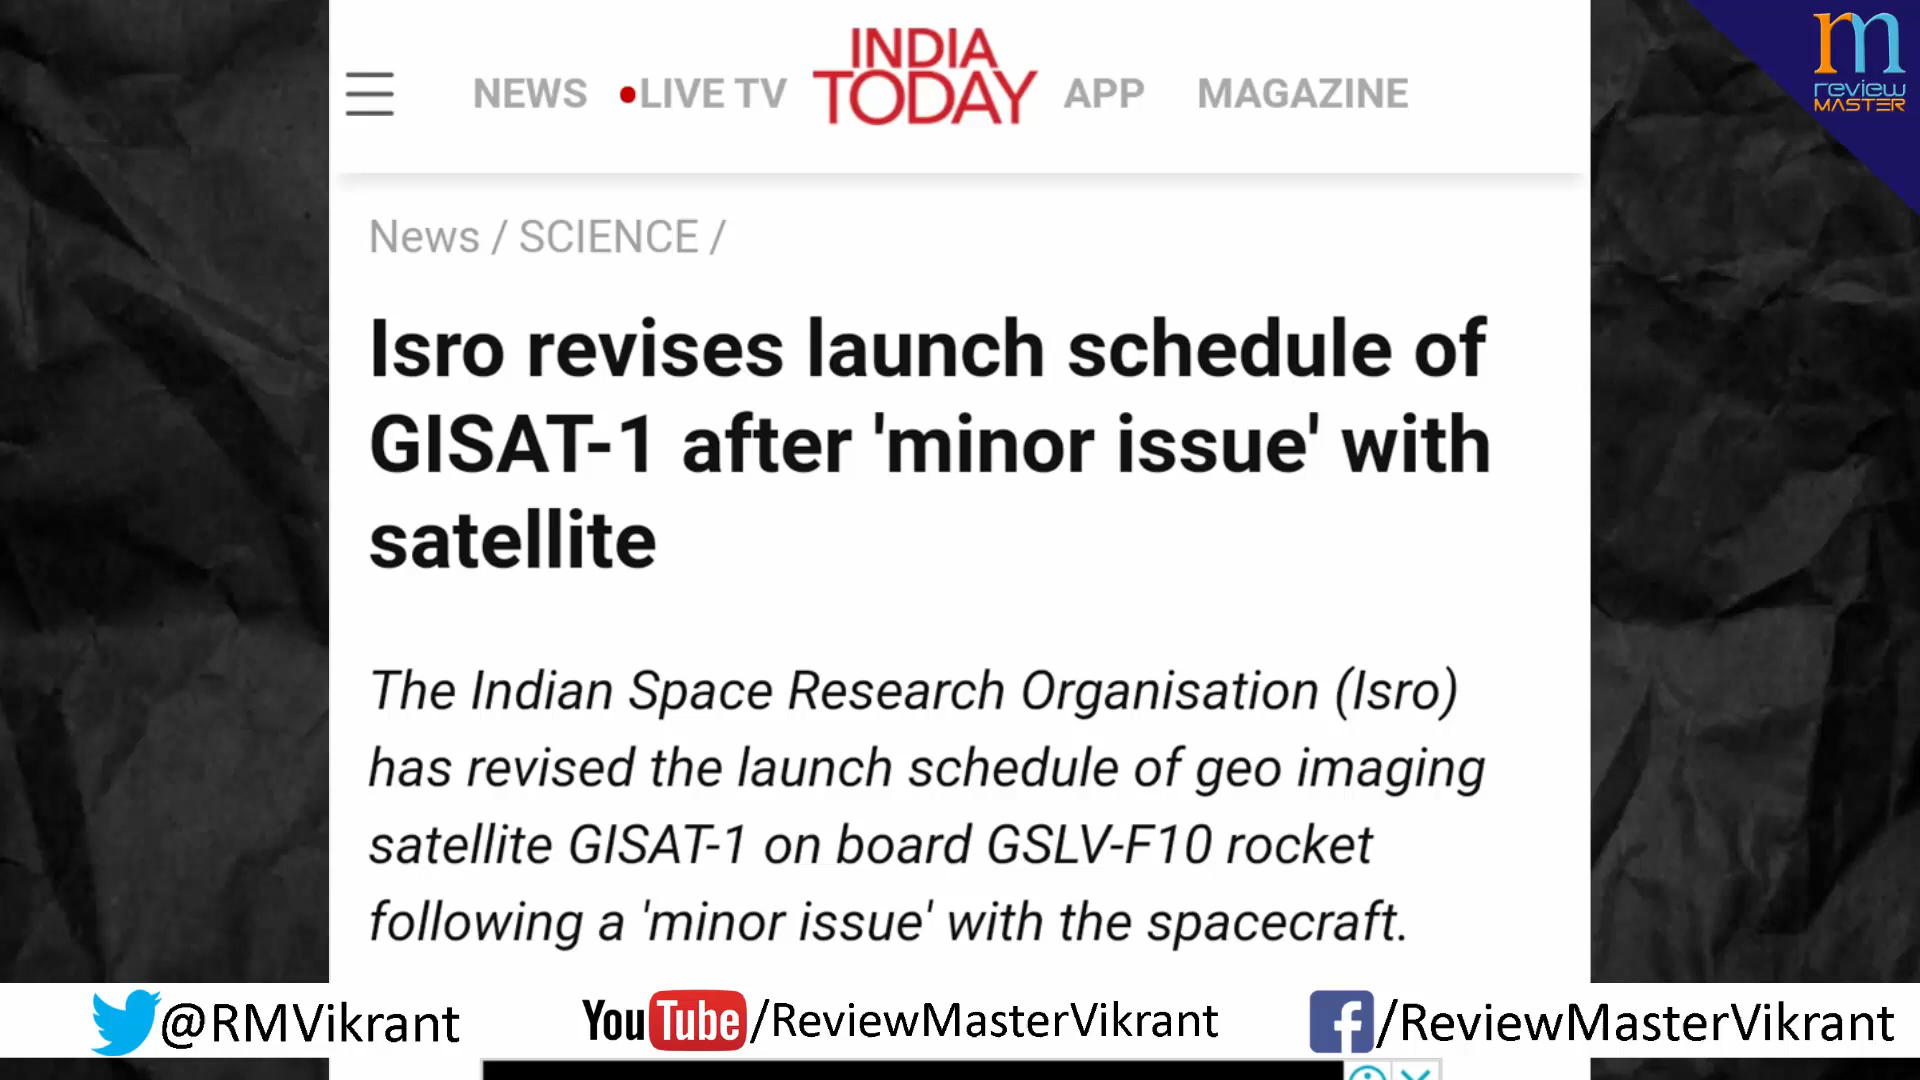 NEWS •LIVE TV INDIA TODAY APP MAGAZINE
rm
review
MASTER
News / SCIENCE /
Isro revises launch schedule of
GISAT-1 after 'minor issue' with
satellite
The Indian Space Research Organisation (Isro)
has revised the launch schedule of geo imaging
satellite GISAT-1 on board GSLV-F10 rocket
following a 'minor issue' with the spacecraft.
@RMVikrant YouTube/ReviewMasterVikrant f/ReviewMasterVikrant